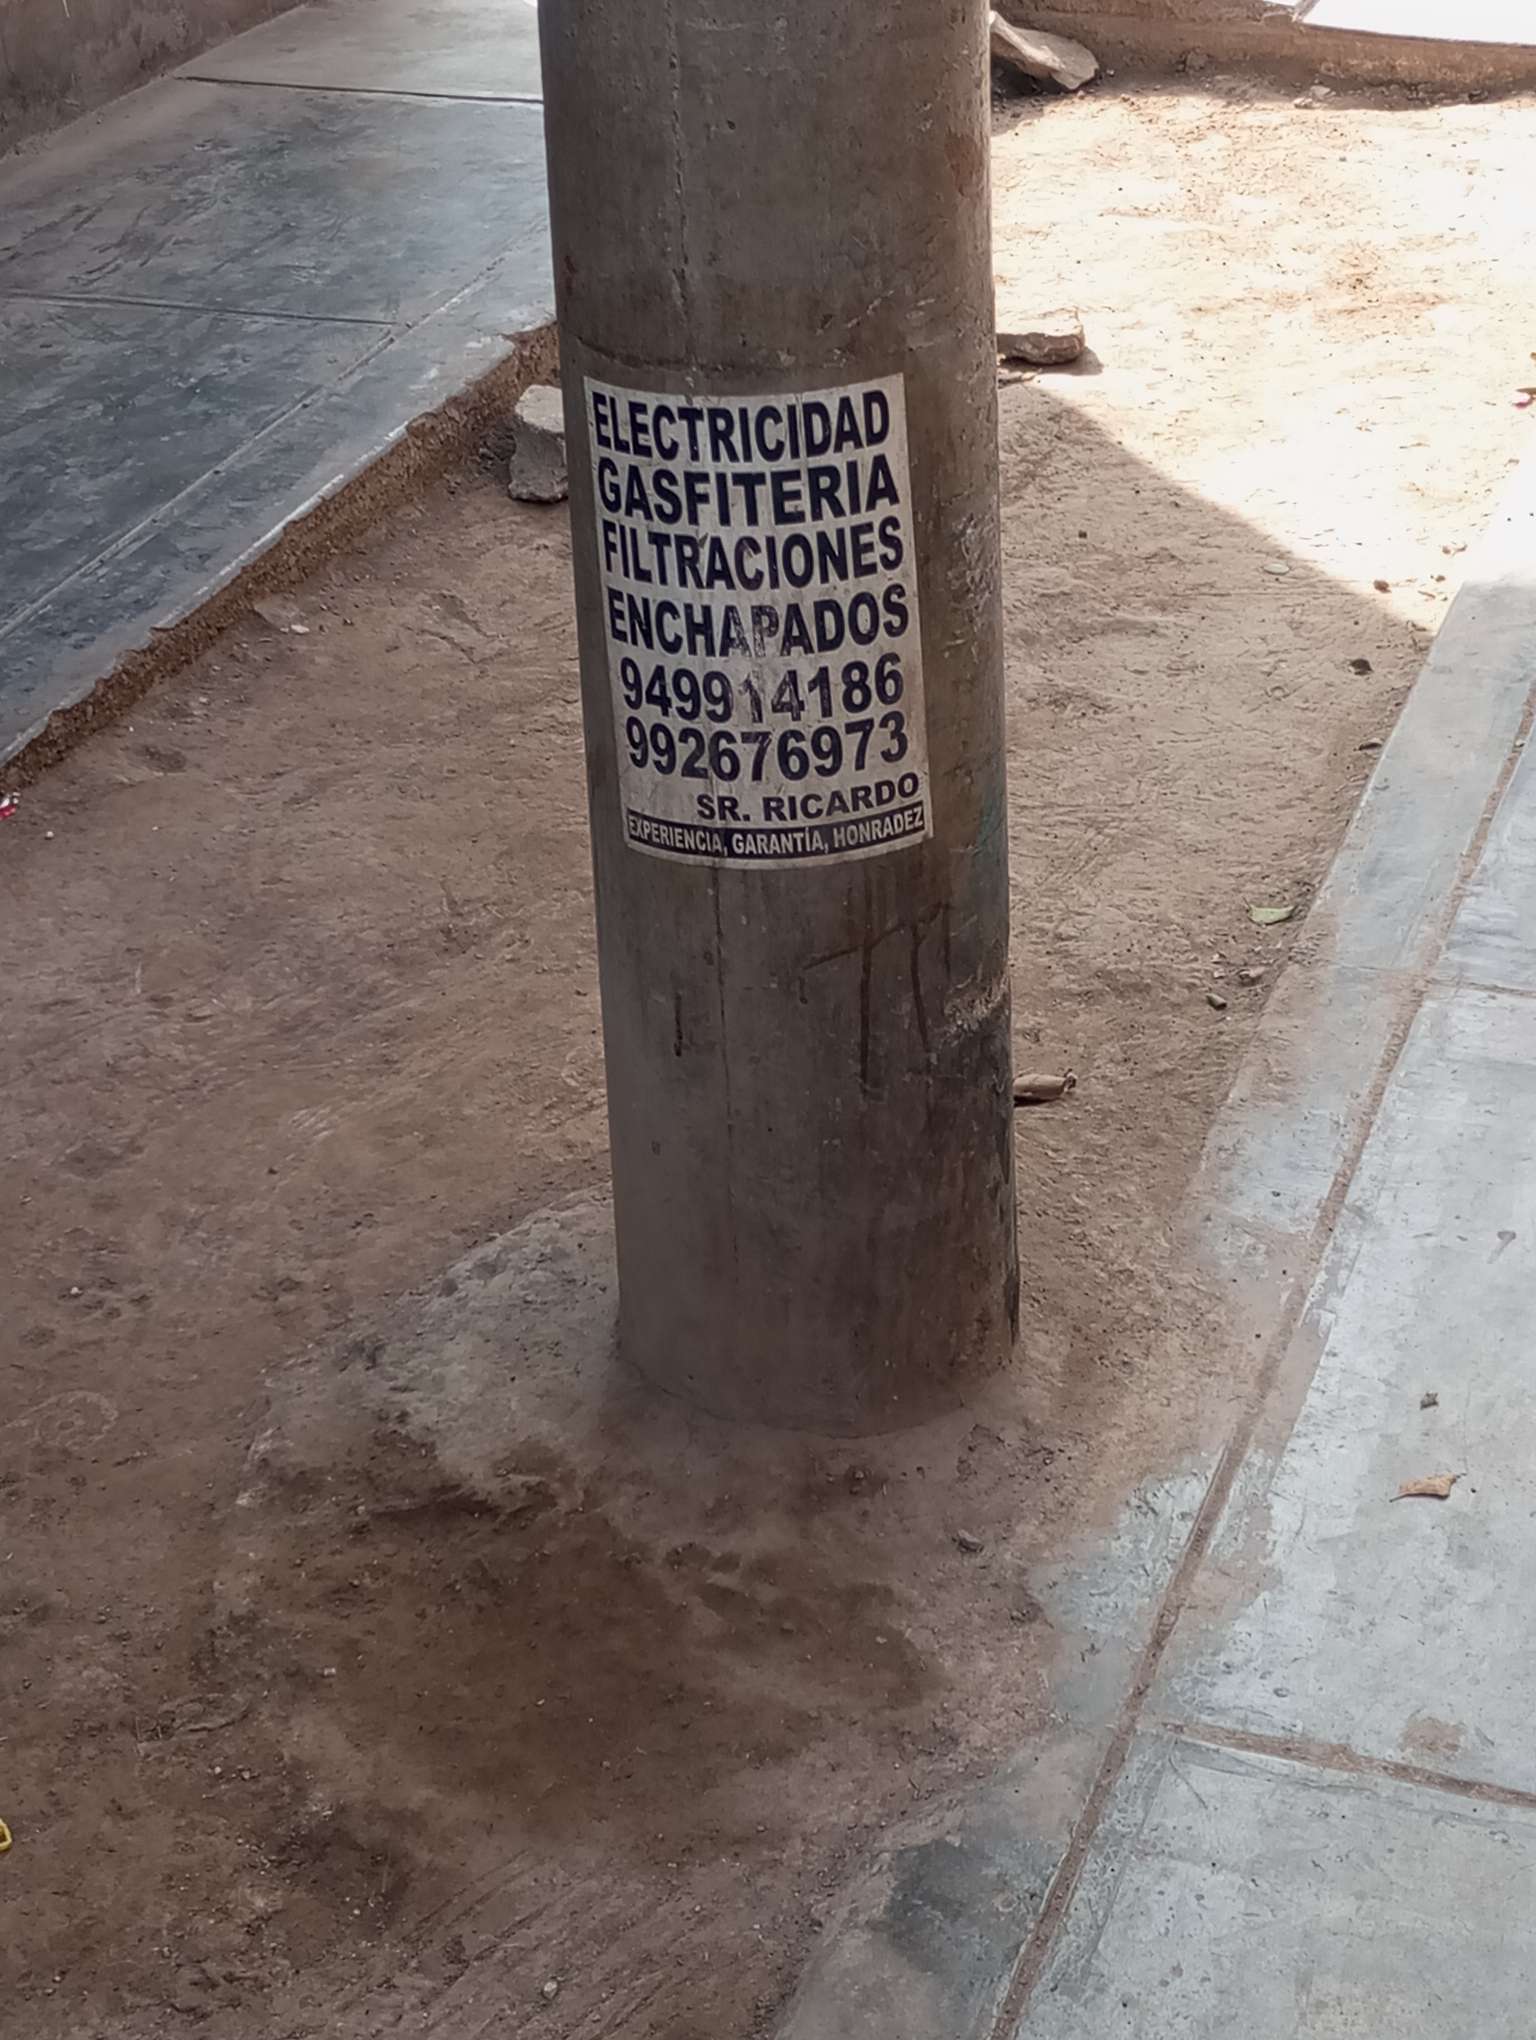 ELECTRICIDAD
GASFITERIA
FILTRACIONES
ENCHAPADOS
949914186
992676973
SR. RICARDO
EXPERIENCIA, GARANTÍA, HONRADEZ